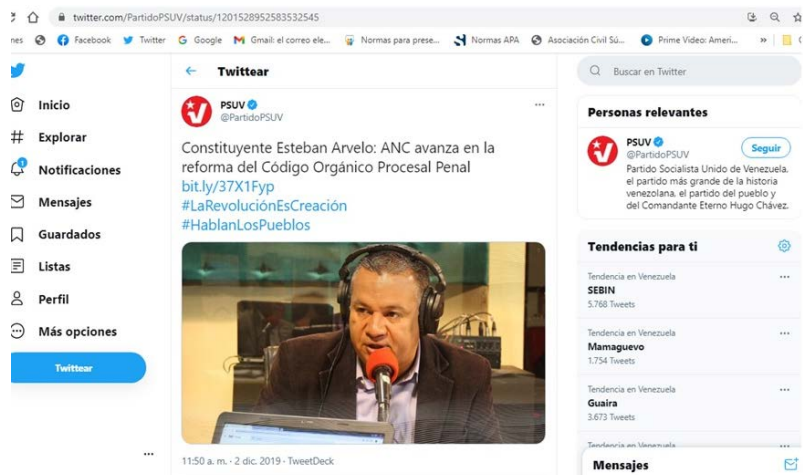 twitter.com/PartidoPSUV/status/1201528952583532545
nes Facebook Twitter Google Gmail: el correo ele... Normas para prese... Normas APA Asociación Civil Sú... Prime Video: Ameri... »
Inicio
Explorar
1
Notificaciones
Mensajes
Guardados
Listas
Perfil
Más opciones
Twittear
...
← Twittear
PSUV
@PartidoPSUV
...
Constituyente Esteban Arvelo: ANC avanza en la
reforma del Código Orgánico Procesal Penal
bit.ly/37X1Fyp
#LaRevoluciónEsCreación
#HablanLosPueblos
11:50 a. m. · 2 dic. 2019 · TweetDeck
Buscar en Twitter
Personas relevantes
PSUV
@PartidoPSUV
Seguir
Partido Socialista Unido de Venezuela,
el partido más grande de la historia
venezolana, el partido del pueblo y
del Comandante Eterno Hugo Chávez.
Tendencias para ti
Tendencia en Venezuela
...
SEBIN
5.768 Tweets
Tendencia en Venezuela
...
Mamaguevo
1.754 Tweets
Tendencia en Venezuela
...
Guaira
3.673 Tweets
Tendencia en Venezuela
...
Mensajes